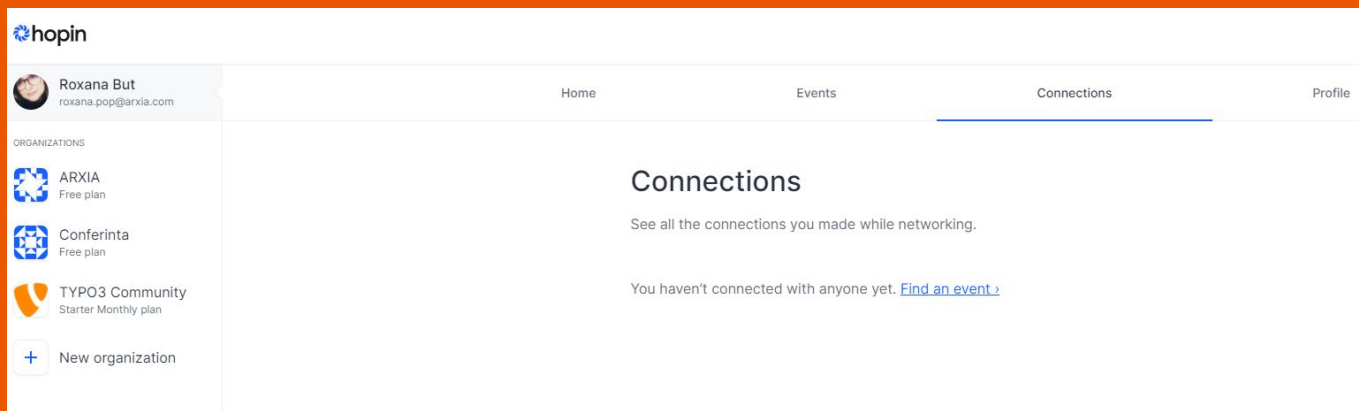 hopin
Roxana But
roxana.pop@arxia.com
Home
Events
Connections
Profile
ORGANIZATIONS
ARXIA
Free plan
Conferinta
Free plan
TYPO3 Community
Starter Monthly plan
+ New organization
Connections
See all the connections you made while networking.
You haven't connected with anyone yet. Find an event ›